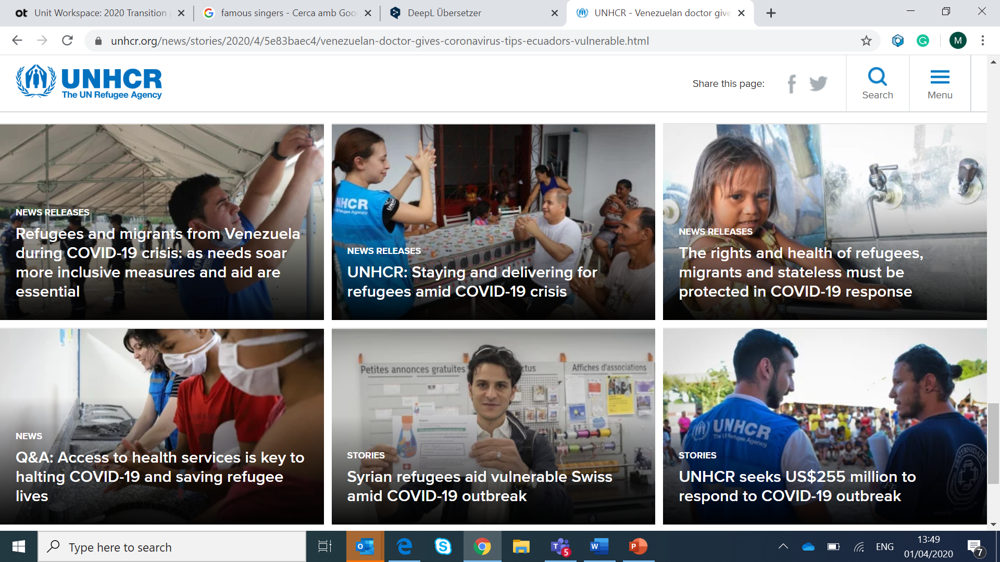 ot Unit Workspace: 2020 Transition
famous singers - Cerca amb Goo
DeepL Übersetzer
UNHCR - Venezuelan doctor give
unhcr.org/news/stories/2020/4/5e83baec4/venezuelan-doctor-gives-coronavirus-tips-ecuadors-vulnerable.html
M
UNHCR
The UN Refugee Agency
Share this page:
Search
Menu
NEWS RELEASES
Refugees and migrants from Venezuela
during COVID-19 crisis: as needs soar
more inclusive measures and aid are
essential
UNHCR
NEWS RELEASES
UNHCR: Staying and delivering for
refugees amid COVID-19 crisis
NEWS RELEASES
The rights and health of refugees,
migrants and stateless must be
protected in COVID-19 response
NEWS
Q&A: Access to health services is key to
halting COVID-19 and saving refugee
lives
Petites annonces gratuites
ctus
Affiches d'associations
STORIES
Syrian refugees aid vulnerable Swiss
amid COVID-19 outbreak
UNHCR
The UN Refugee Agency
STORIES
UNHCR seeks US$255 million to
respond to COVID-19 outbreak
Type here to search
5
ENG
13:49
01/04/2020
7